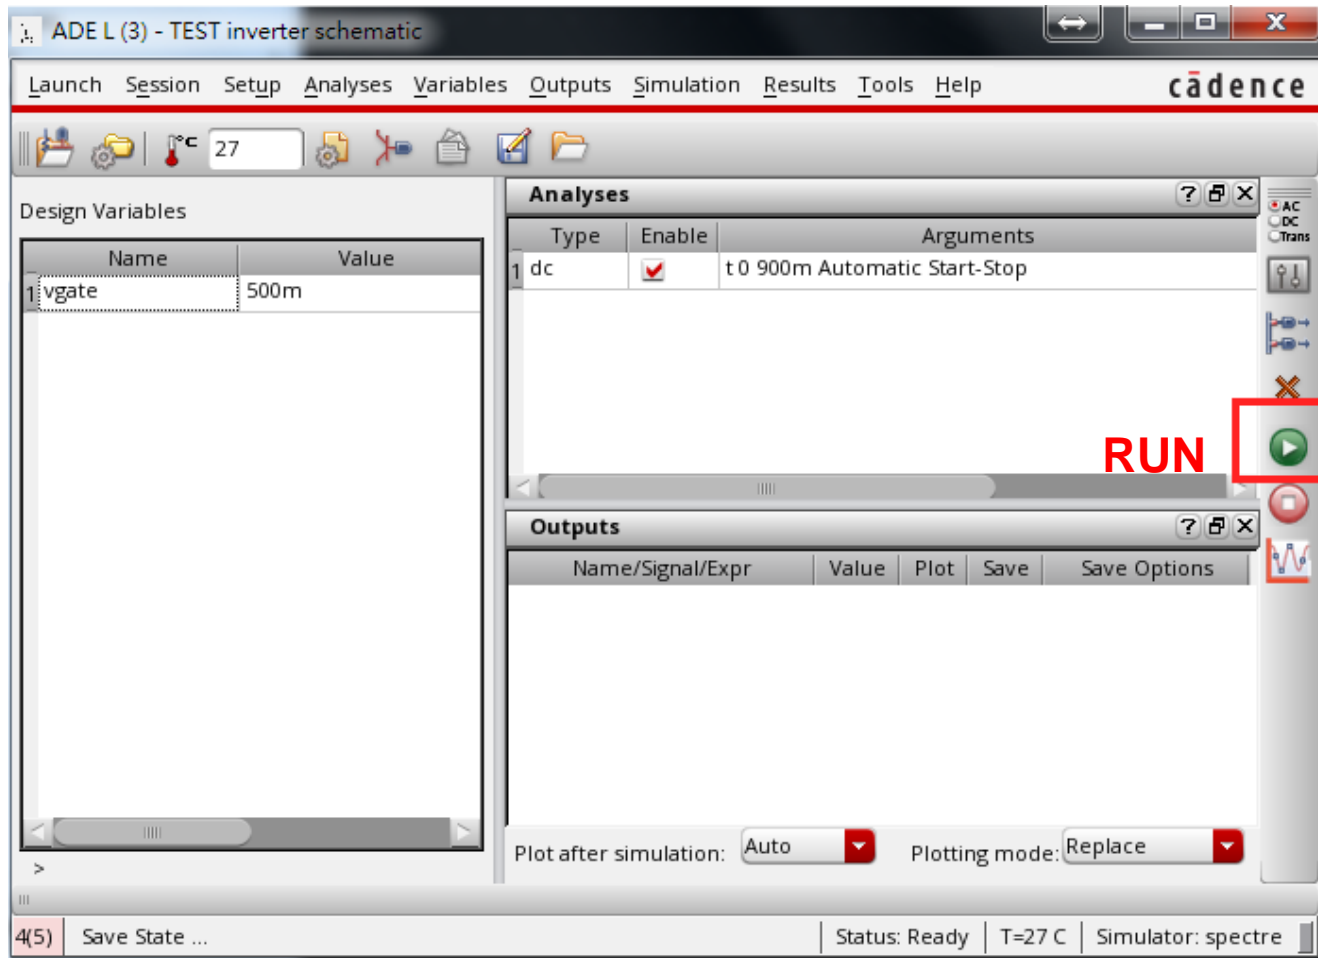 ADE L (3) - TEST inverter schematic
Launch Session Setup Analyses Variables Outputs Simulation Results Tools Help cādence
°C 27
Design Variables
Name Value
1 vgate 500m
>
Analyses
Type Enable Arguments
1 dc t 0 900m Automatic Start-Stop
AC
DC
Trans
RUN
Outputs
Name/Signal/Expr Value Plot Save Save Options
Plot after simulation: Auto Plotting mode: Replace
4(5) Save State ... Status: Ready T=27 C Simulator: spectre